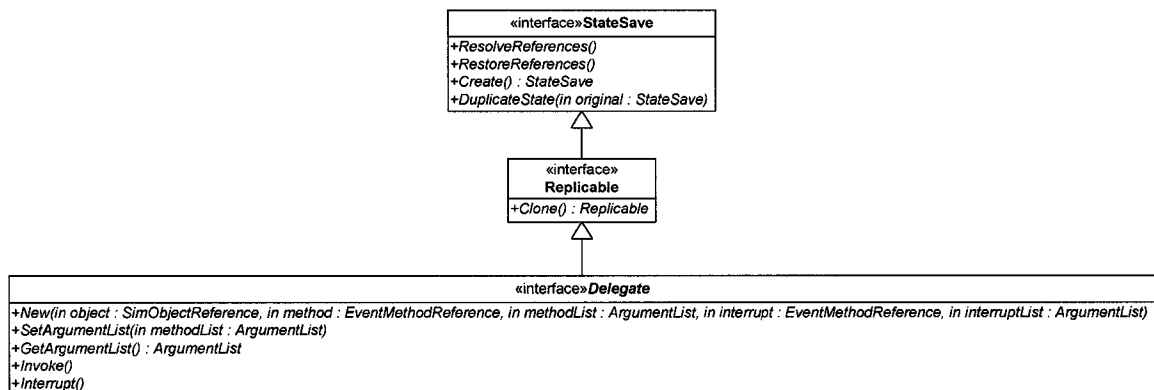 «interface»StateSave
+ResolveReferences()
+RestoreReferences()
+Create() : StateSave
+DuplicateState(in original : StateSave)
«interface»
Replicable
+Clone() : Replicable
«interface»Delegate
+New(in object : SimObjectReference, in method : EventMethodReference, in methodList : ArgumentList, in interrupt : EventMethodReference, in interruptList : ArgumentList)
+SetArgumentList(in methodList : ArgumentList)
+GetArgumentList() : ArgumentList
+Invoke()
+Interrupt()